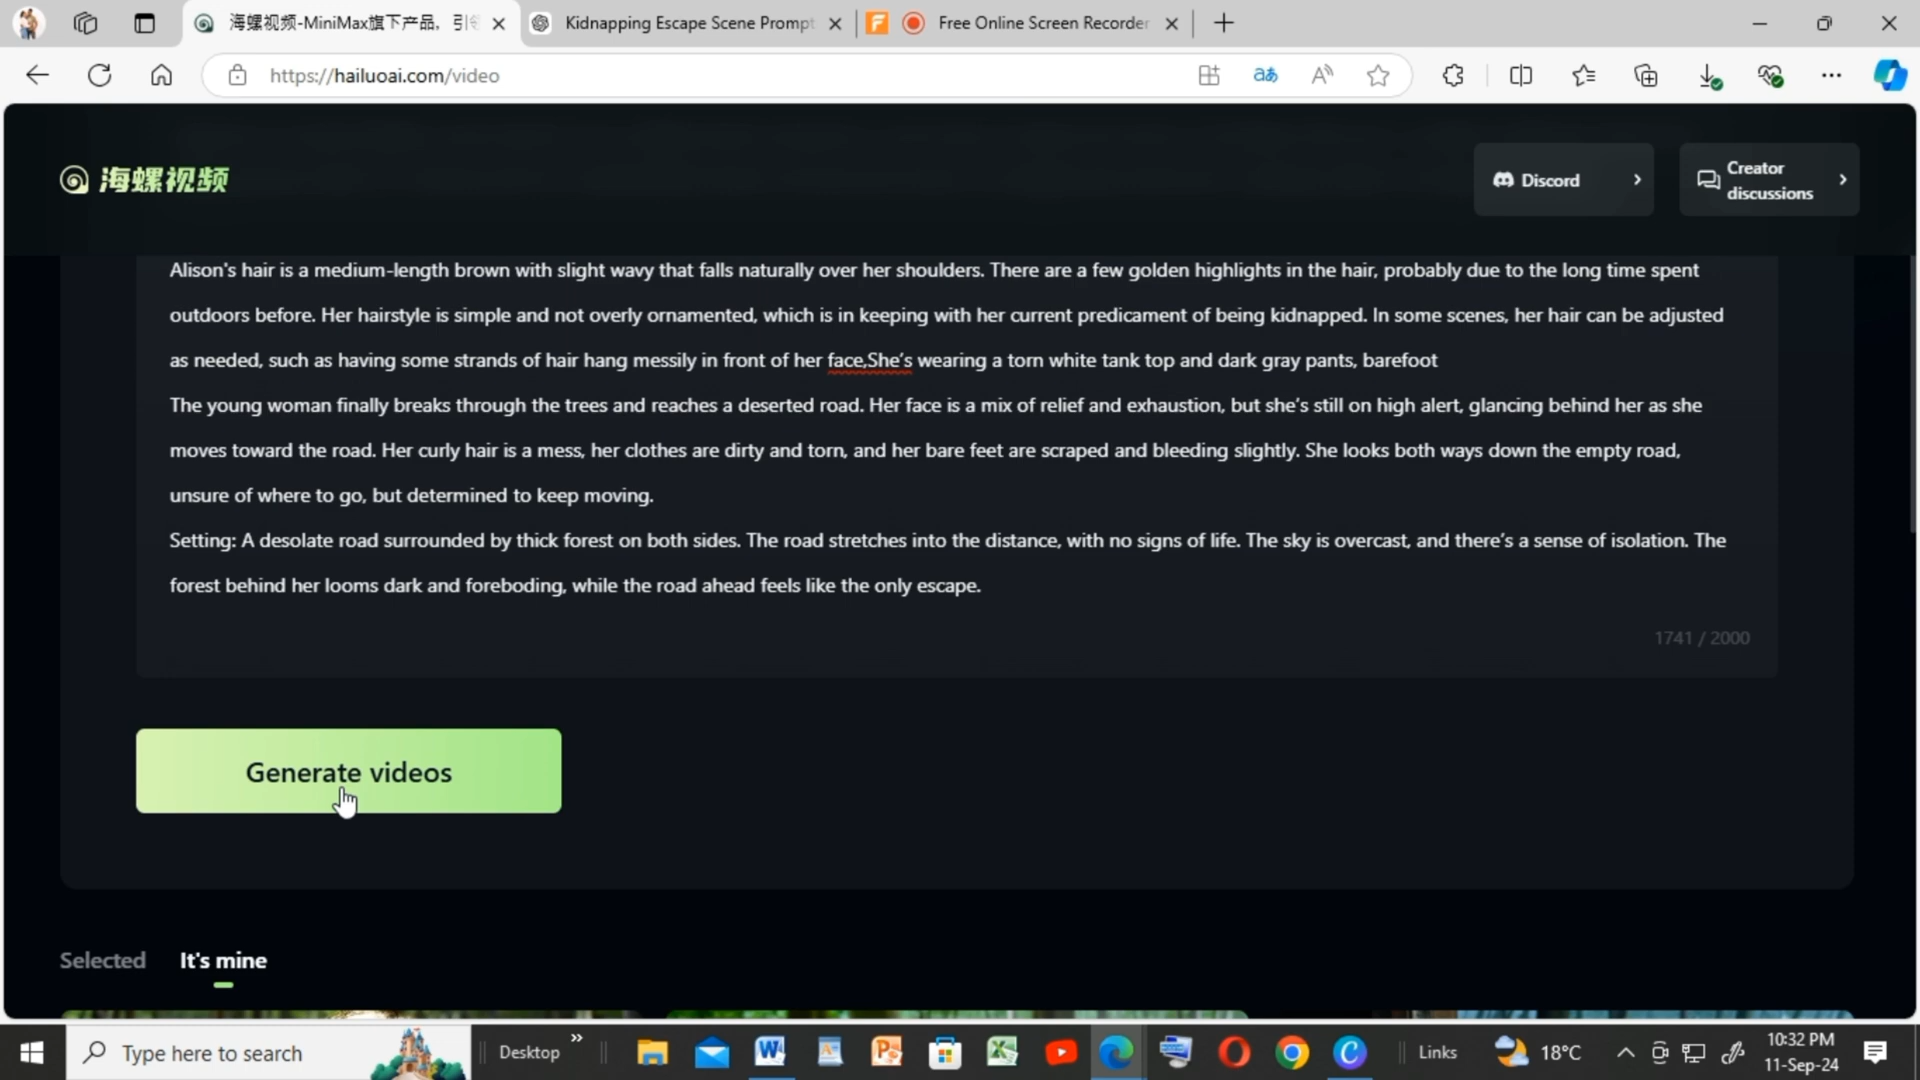 海螺视频-MiniMax旗下产品, 引
Kidnapping Escape Scene Prompt
Free Online Screen Recorder
https://hailuoai.com/video
海螺视频
Discord
Creator
discussions
Alison's hair is a medium-length brown with slight wavy that falls naturally over her shoulders. There are a few golden highlights in the hair, probably due to the long time spent
outdoors before. Her hairstyle is simple and not overly ornamented, which is in keeping with her current predicament of being kidnapped. In some scenes, her hair can be adjusted
as needed, such as having some strands of hair hang messily in front of her face,She's wearing a torn white tank top and dark gray pants, barefoot
The young woman finally breaks through the trees and reaches a deserted road. Her face is a mix of relief and exhaustion, but she's still on high alert, glancing behind her as she
moves toward the road. Her curly hair is a mess, her clothes are dirty and torn, and her bare feet are scraped and bleeding slightly. She looks both ways down the empty road,
unsure of where to go, but determined to keep moving.
Setting: A desolate road surrounded by thick forest on both sides. The road stretches into the distance, with no signs of life. The sky is overcast, and there's a sense of isolation. The
forest behind her looms dark and foreboding, while the road ahead feels like the only escape.
1741 / 2000
Generate videos
Selected It's mine
Type here to search
Desktop
Links
18°C
10:32 PM
11-Sep-24